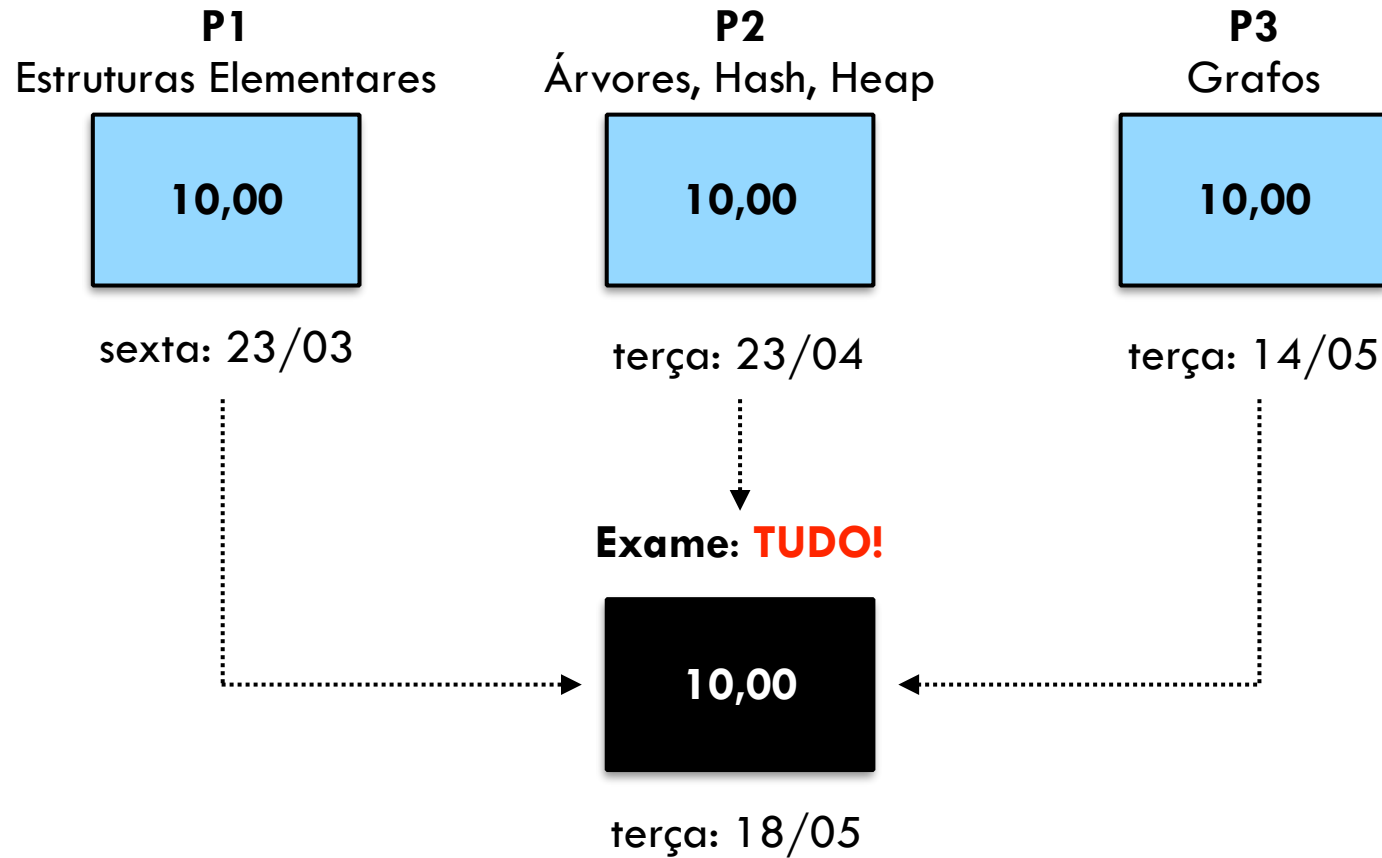 P1
Estruturas Elementares
10,00
sexta: 23/03
P2
Árvores, Hash, Heap
10,00
terça: 23/04
P3
Grafos
10,00
terça: 14/05
Exame: TUDO!
10,00
terça: 18/05